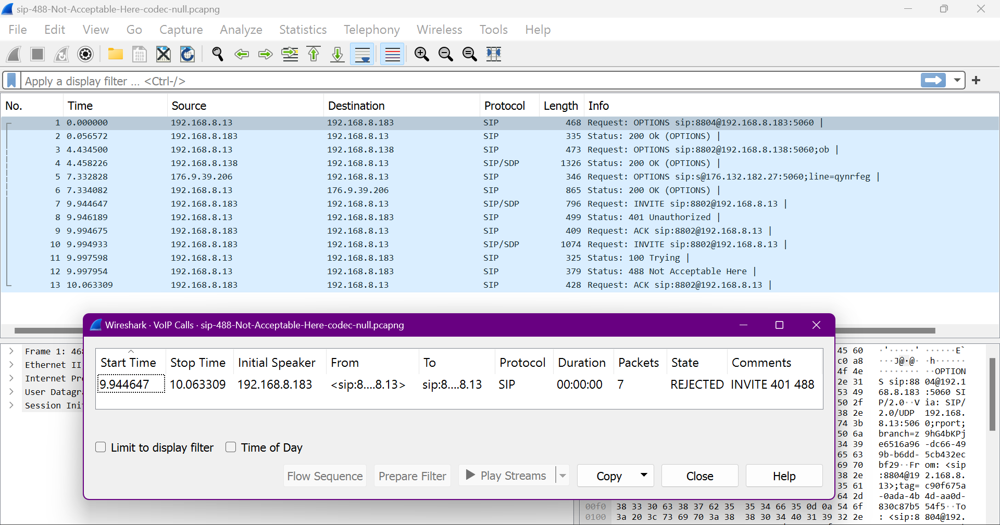 sip-488-Not-Acceptable-Here-codec-null.pcapng
File Edit View Go Capture Analyze Statistics Telephony Wireless Tools Help
Apply a display filter ... <Ctrl-/>
No. Time Source Destination Protocol Length Info
1 0.000000 192.168.8.13 192.168.8.183 SIP 468 Request: OPTIONS sip:8804@192.168.8.183:5060 |
2 0.056572 192.168.8.183 192.168.8.13 SIP 335 Status: 200 Ok (OPTIONS) |
3 4.434500 192.168.8.13 192.168.8.138 SIP 473 Request: OPTIONS sip:8802@192.168.8.138:5060;ob |
4 4.458226 192.168.8.138 192.168.8.13 SIP/SDP 1326 Status: 200 OK (OPTIONS) |
5 7.332828 176.9.39.206 192.168.8.13 SIP 346 Request: OPTIONS sip:s@176.132.182.27:5060;line=qynrfeg |
6 7.334082 192.168.8.13 176.9.39.206 SIP 865 Status: 200 OK (OPTIONS) |
7 9.944647 192.168.8.183 192.168.8.13 SIP/SDP 796 Request: INVITE sip:8802@192.168.8.13 |
8 9.946189 192.168.8.13 192.168.8.183 SIP 499 Status: 401 Unauthorized |
9 9.994675 192.168.8.183 192.168.8.13 SIP 409 Request: ACK sip:8802@192.168.8.13 |
10 9.994933 192.168.8.183 192.168.8.13 SIP/SDP 1074 Request: INVITE sip:8802@192.168.8.13 |
11 9.997598 192.168.8.13 192.168.8.183 SIP 325 Status: 100 Trying |
12 9.997954 192.168.8.13 192.168.8.183 SIP 379 Status: 488 Not Acceptable Here |
13 10.063309 192.168.8.183 192.168.8.13 SIP 428 Request: ACK sip:8802@192.168.8.13 |
Wireshark · VoIP Calls · sip-488-Not-Acceptable-Here-codec-null.pcapng
Start Time Stop Time Initial Speaker From To Protocol Duration Packets State Comments
9.944647 10.063309 192.168.8.183 <sip:8....8.13> sip:8....8.13 SIP 00:00:00 7 REJECTED INVITE 401 488
Limit to display filter Time of Day
Flow Sequence Prepare Filter Play Streams Copy Close Help
Frame 1: 46
Ethernet II
Internet Pr
User Datagr
Session Ini
45 60 ·'·····' ······E`
c0 a8 ···J@·@· ·h······
4f 4e ········ ··OPTION
2e 31 S sip:88 04@192.1
53 49 68.8.183 :5060 SI
50 2f P/2.0··V ia: SIP/
38 2e 2.0/UDP 192.168.
74 3b 8.13:506 0;rport;
50 6a branch=z 9hG4bKPj
34 39 e6516a96 -dc66-49
65 63 9b-b6dd- 5cb432ec
69 70 bf29··Fr om: <sip
38 2e :8804@19 2.168.8.
35 61 13>;tag= c90f675a
64 2d -0ada-4b 4d-aa0d-
00f0 38 33 30 63 38 37 62 35 35 34 66 35 0d 0a 54 6f 830c87b5 54f5··To
0100 3a 20 3c 73 69 70 3a 38 38 30 34 40 31 39 32 2e : <sip:8 804@192.